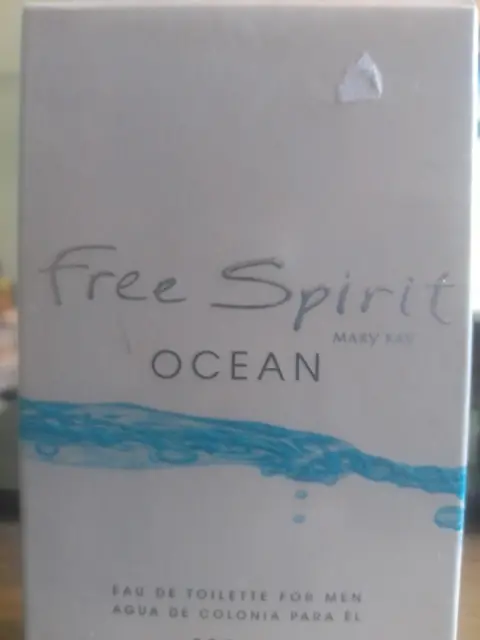 Free Spirit
MARY KAY
OCEAN
EAU DE TOILETTE FOR MEN
AGUA DE COLONIA PARA ÉL